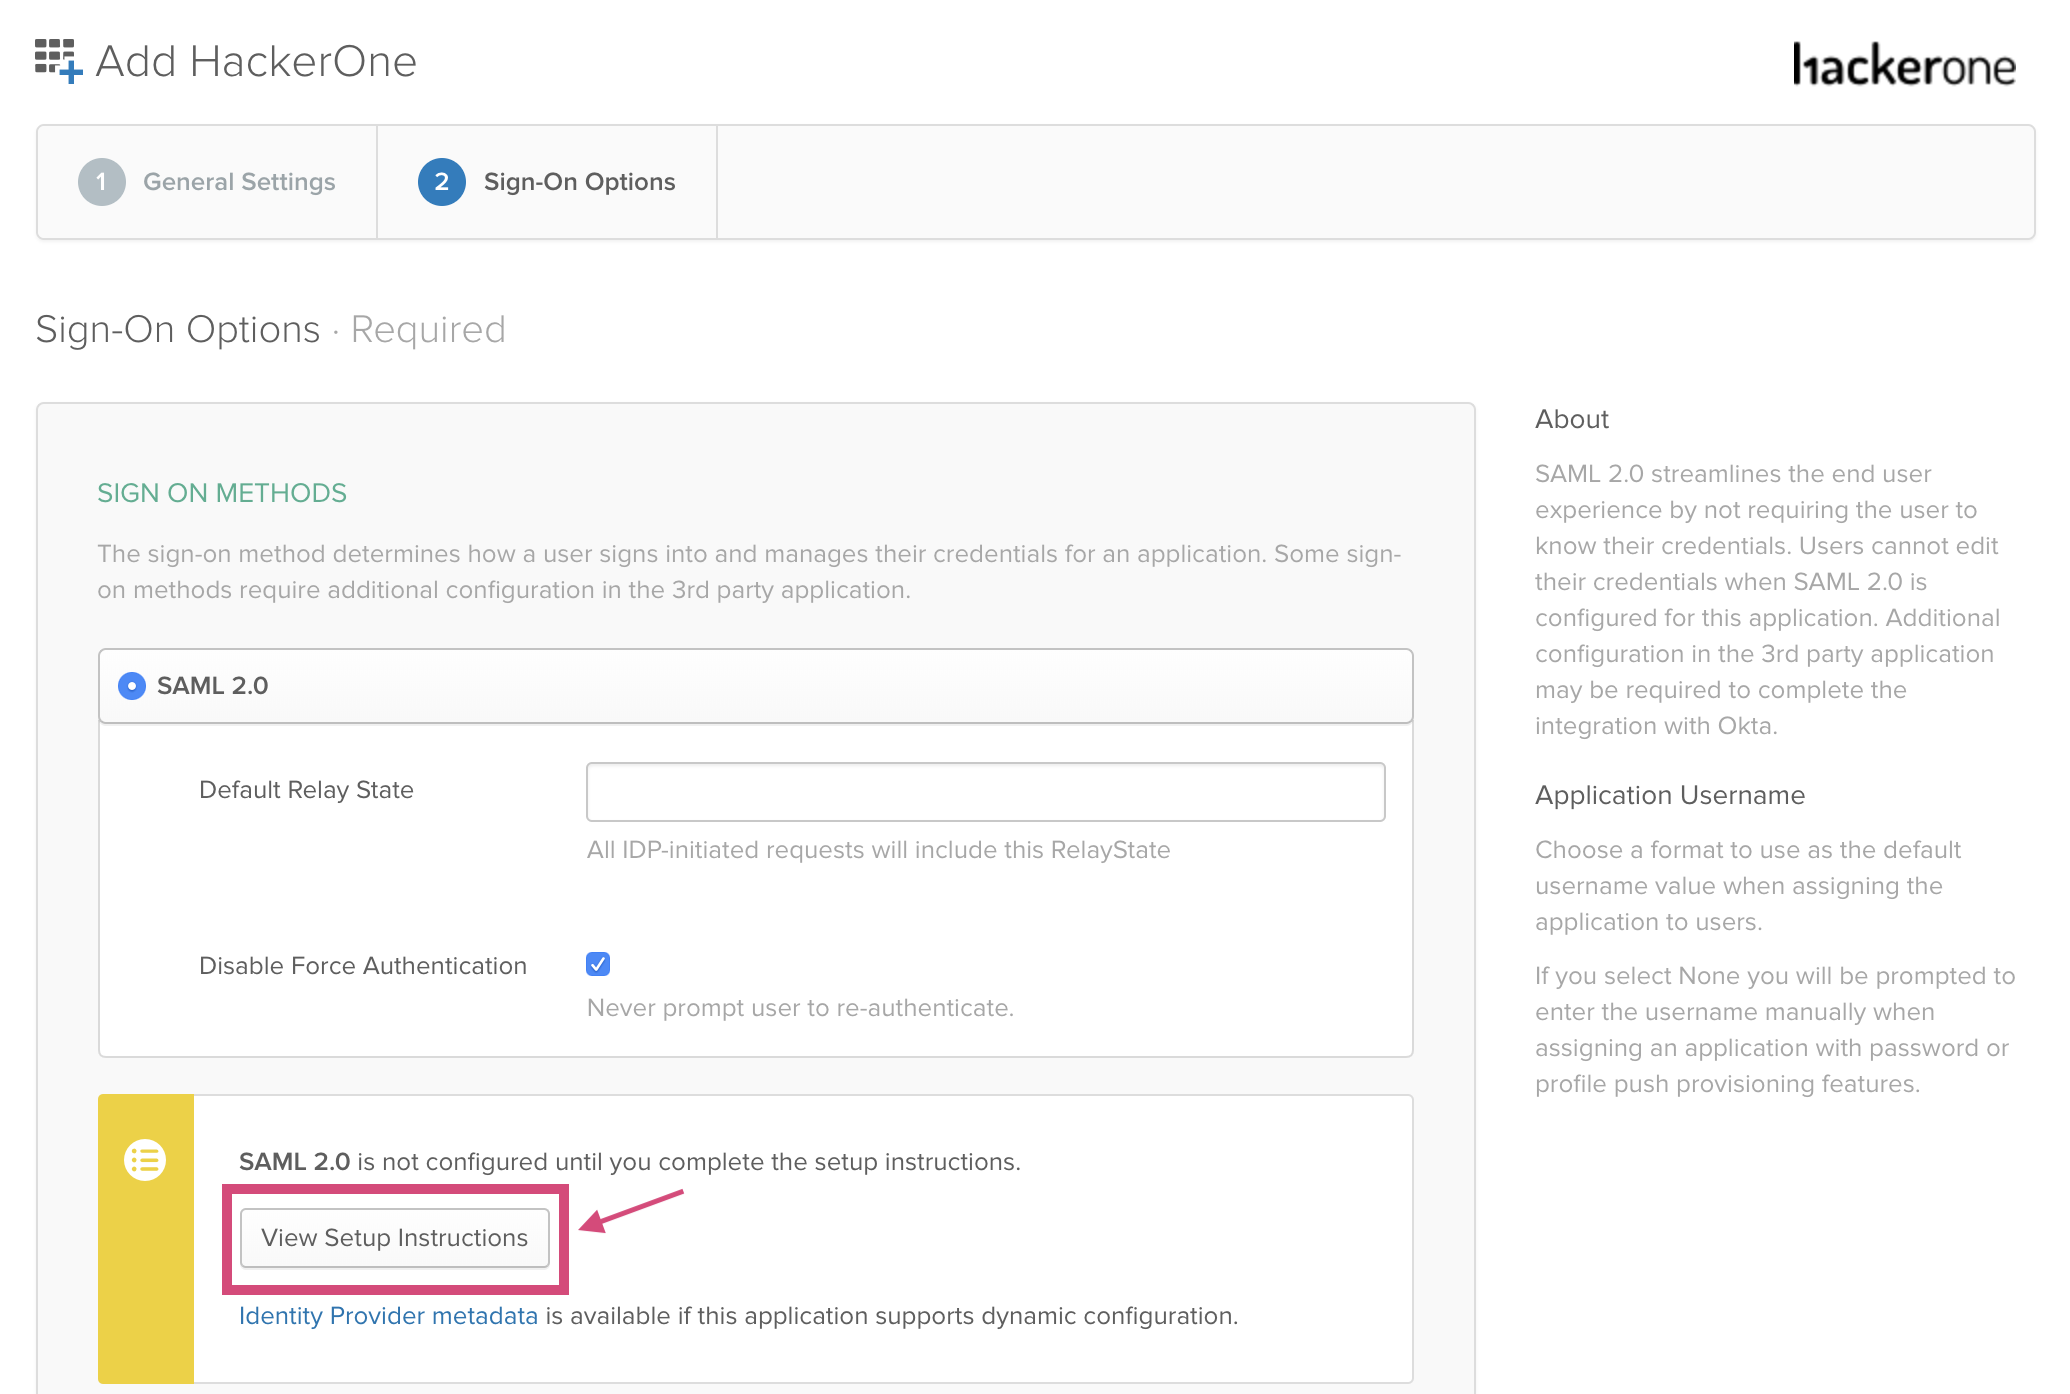 Add HackerOne
hackerone
1 General Settings
2 Sign-On Options
Sign-On Options · Required
SIGN ON METHODS
The sign-on method determines how a user signs into and manages their credentials for an application. Some sign-
on methods require additional configuration in the 3rd party application.
SAML 2.0
Default Relay State
All IDP-initiated requests will include this RelayState
Disable Force Authentication
Never prompt user to re-authenticate.
SAML 2.0 is not configured until you complete the setup instructions.
View Setup Instructions
Identity Provider metadata is available if this application supports dynamic configuration.
About
SAML 2.0 streamlines the end user
experience by not requiring the user to
know their credentials. Users cannot edit
their credentials when SAML 2.0 is
configured for this application. Additional
configuration in the 3rd party application
may be required to complete the
integration with Okta.
Application Username
Choose a format to use as the default
username value when assigning the
application to users.
If you select None you will be prompted to
enter the username manually when
assigning an application with password or
profile push provisioning features.